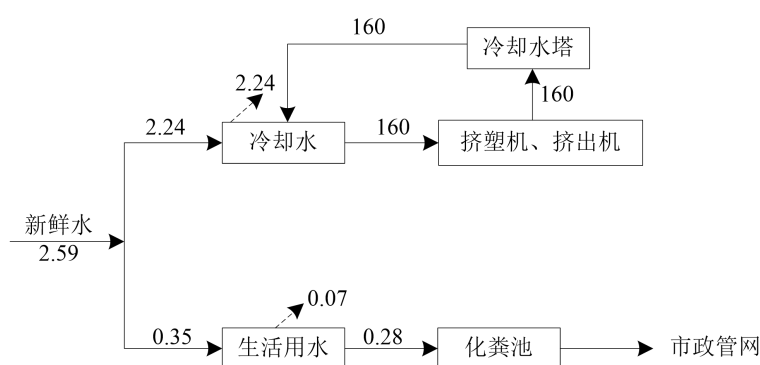 160
冷却水塔
2.24
160
2.24
冷却水
160
挤塑机、挤出机
新鲜水
2.59
0.07
0.35
生活用水
0.28
化粪池
市政管网